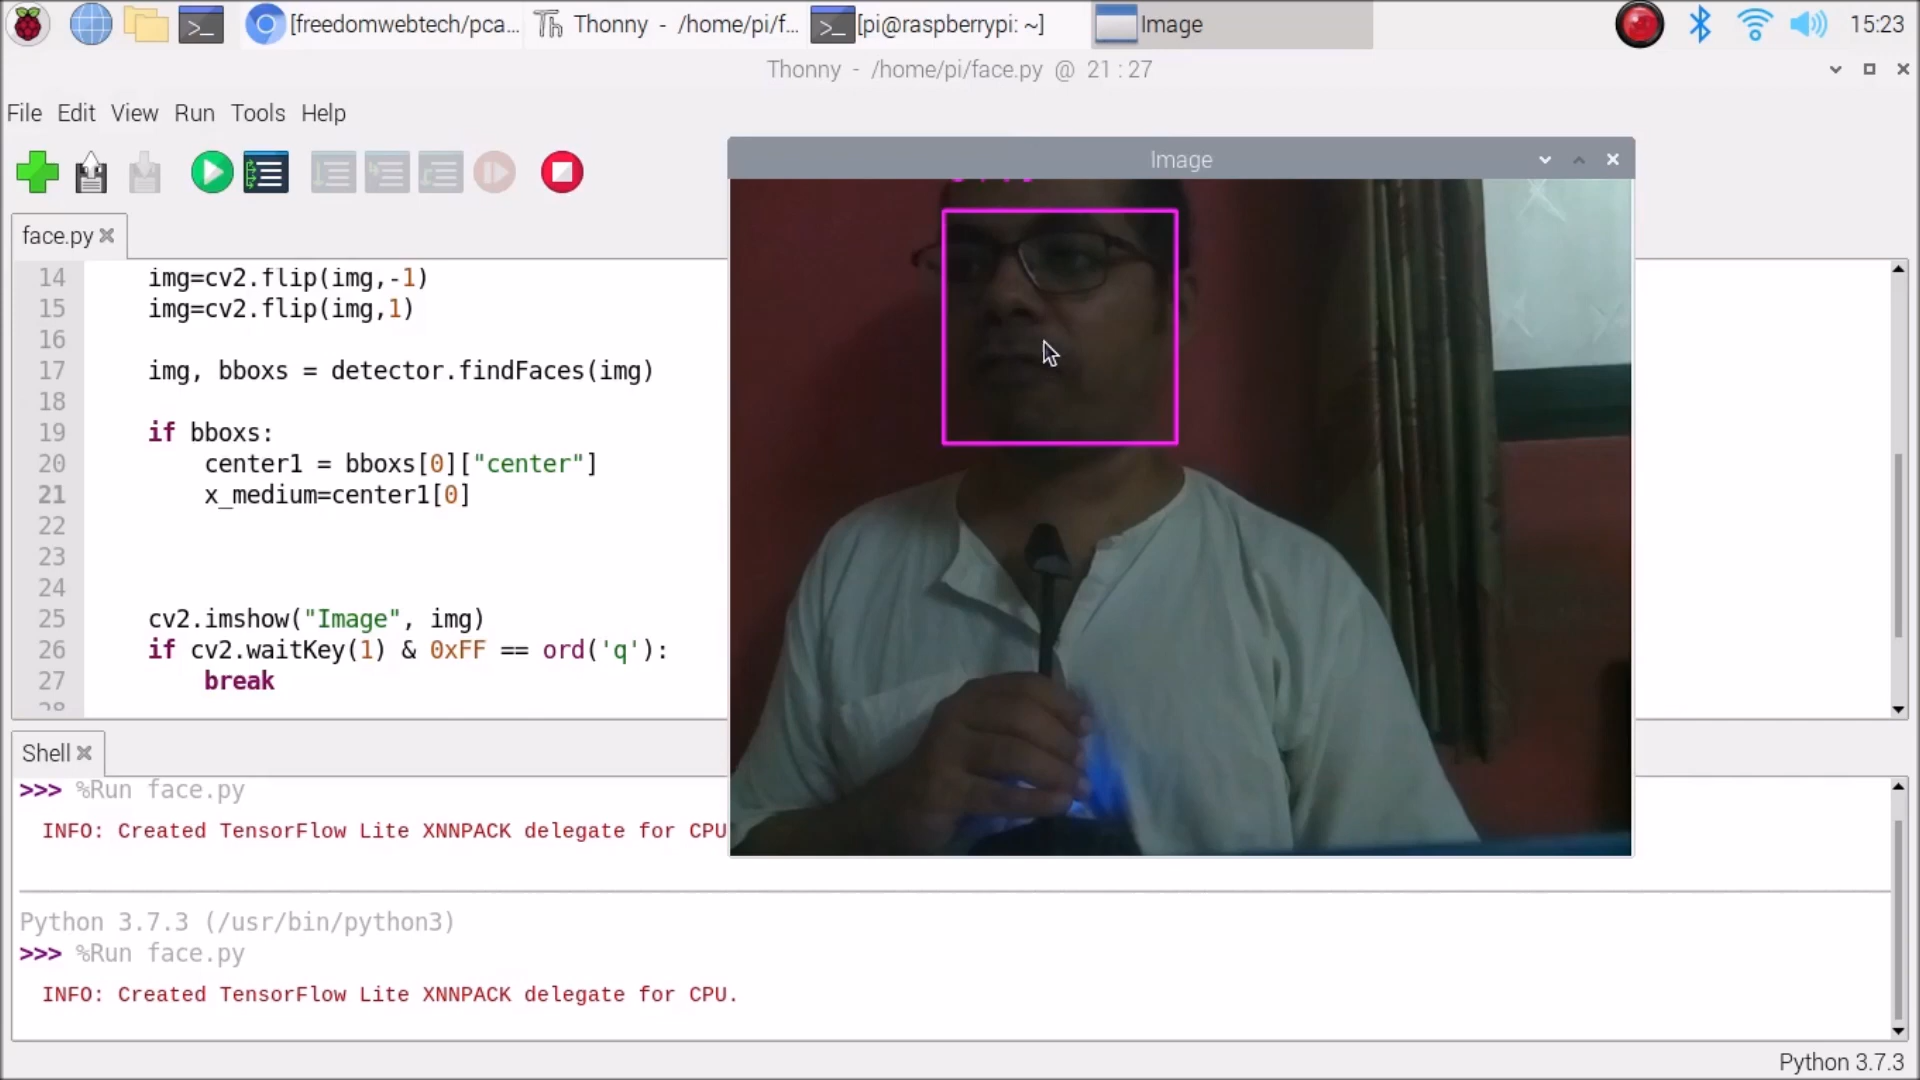 [freedomwebtech/pca...
Thonny - /home/pi/f...
[pi@raspberrypi: ~]
Image
15:23
Thonny - /home/pi/face.py @ 21 : 27
File Edit View Run Tools Help
Image
face.py
14 img=cv2.flip(img,-1)
15 img=cv2.flip(img,1)
16
17 img, bboxs = detector.findFaces(img)
18
19 if bboxs:
20 center1 = bboxs[0]["center"]
21 x_medium=center1[0]
22
23
24
25 cv2.imshow("Image", img)
26 if cv2.waitKey(1) & 0xFF == ord('q'):
27 break
28
Shell
>>> %Run face.py
INFO: Created TensorFlow Lite XNNPACK delegate for CPU
Python 3.7.3 (/usr/bin/python3)
>>> %Run face.py
INFO: Created TensorFlow Lite XNNPACK delegate for CPU.
Python 3.7.3